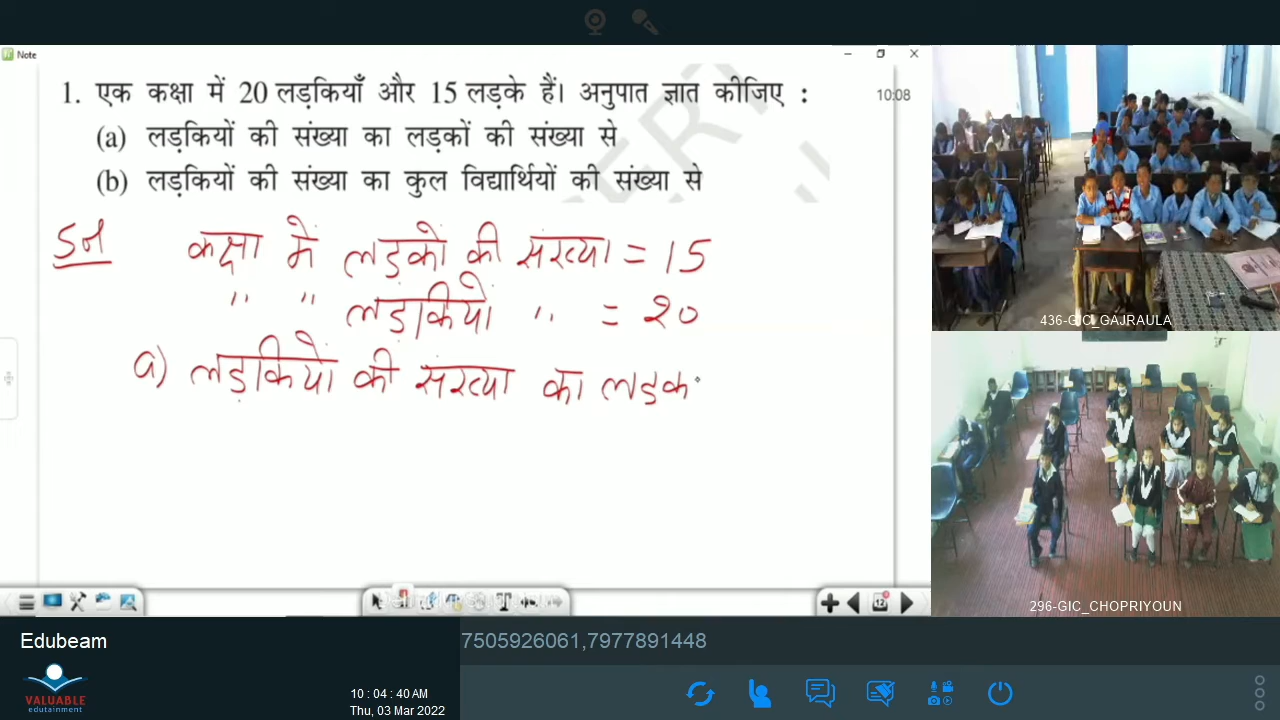 Note
1. एक कक्षा में 20 लड़कियाँ और 15 लड़के हैं। अनुपात ज्ञात कीजिए :
10:08
(a) लड़कियों की संख्या का लड़कों की संख्या से
(b) लड़कियों की संख्या का कुल विद्यार्थियों की संख्या से
कक्षा में लड़कों की संख्या = 15
" " लड़कियों " = 20
a) लड़कियों की संख्या का लड़क
436-GIC_GAJRAULA
296-GIC_CHOPRIYOUN
Edubeam
7505926061,7977891448
VALUABLE
edutainment
10 : 04 : 40 AM
Thu, 03 Mar 2022